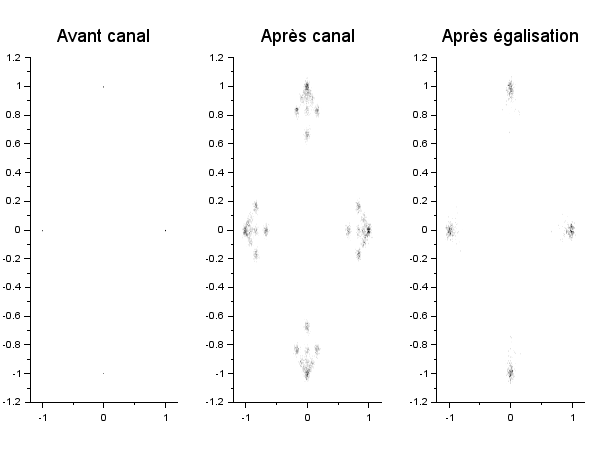 Avant canal
Après canal
Après égalisation
1.2 1.2 1.2
1 1 1
0.8 0.8 0.8
0.6 0.6 0.6
0.4 0.4 0.4
0.2 0.2 0.2
0 0 0
-0.2 -0.2 -0.2
-0.4 -0.4 -0.4
-0.6 -0.6 -0.6
-0.8 -0.8 -0.8
-1 -1 -1
-1.2 -1.2 -1.2
-1 0 1 -1 0 1 -1 0 1